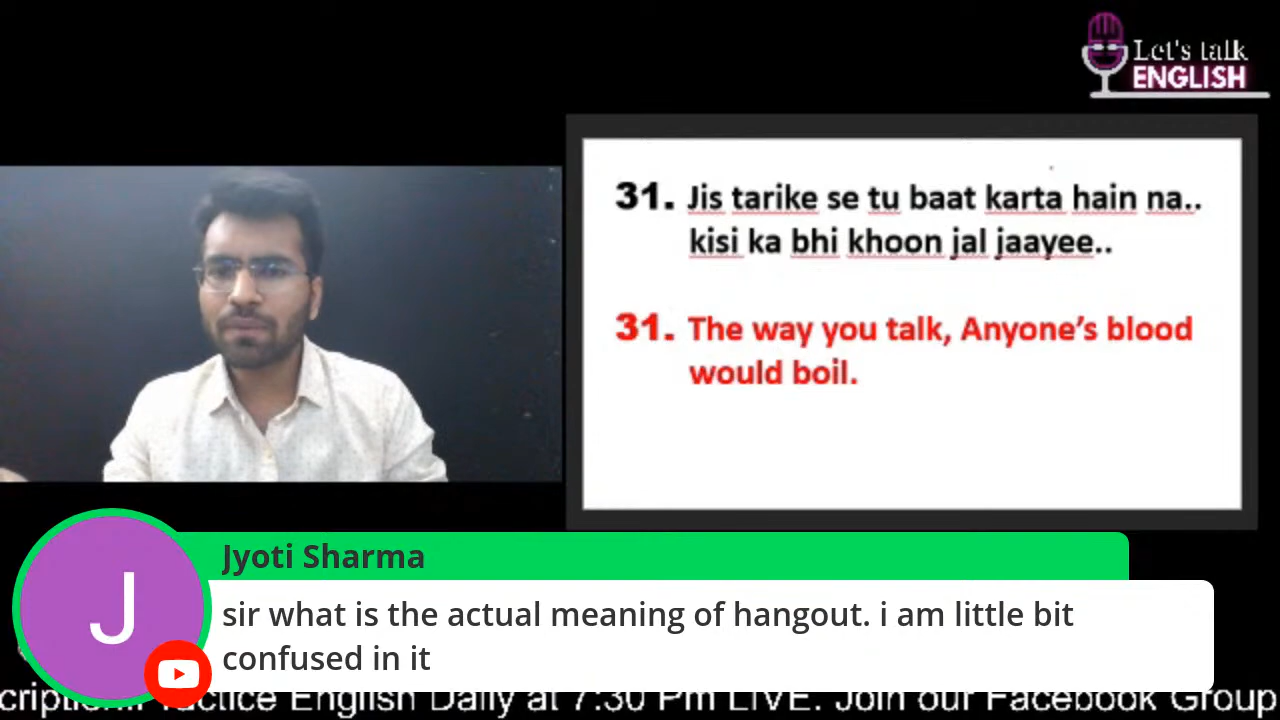 Let's talk
ENGLISH
31. Jis tarike se tu baat karta hain na..
kisi ka bhi khoon jal jaayee..
31. The way you talk, Anyone's blood
would boil.
J
Jyoti Sharma
sir what is the actual meaning of hangout. i am little bit
confused in it
English Daily at 7:30 Pm LIVE. Join our Facebook Group